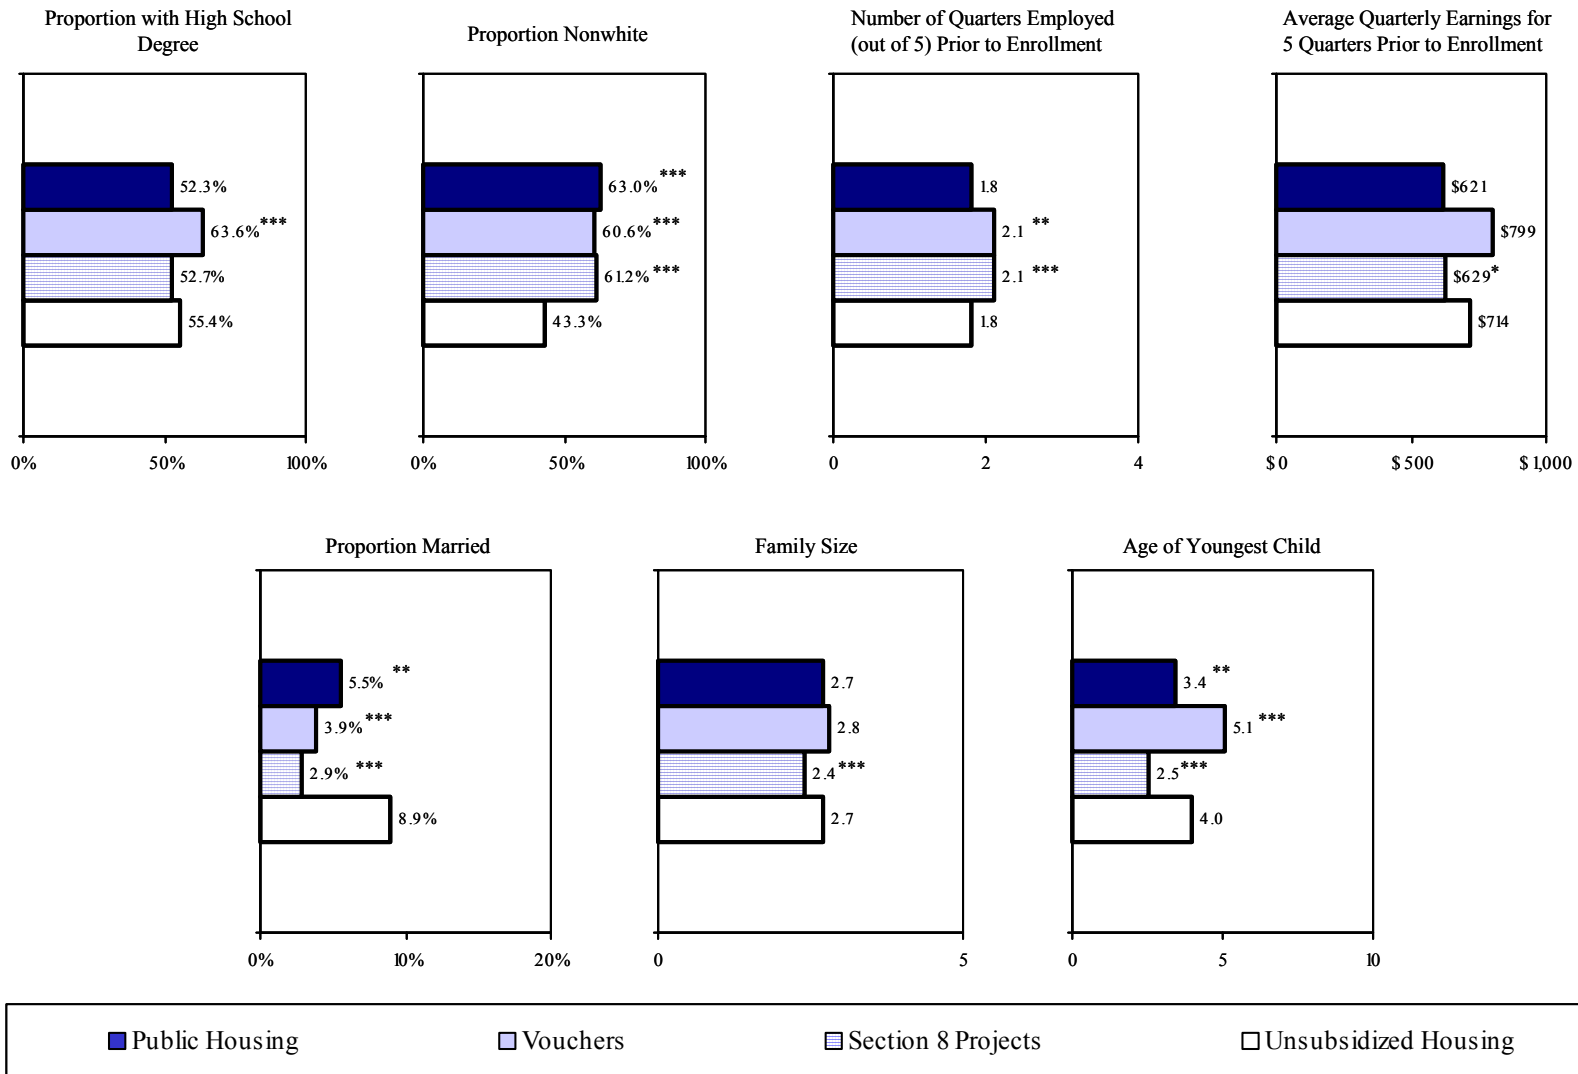 Proportion with High School
Degree
52.3%
63.6%***
52.7%
55.4%
0% 50% 100%
Proportion Nonwhite
63.0%***
60.6%***
61.2%***
43.3%
0% 50% 100%
Number of Quarters Employed
(out of 5) Prior to Enrollment
1.8
2.1 **
2.1 ***
1.8
0 2 4
Average Quarterly Earnings for
5 Quarters Prior to Enrollment
$621
$799
$629*
$714
$0 $500 $1,000
Proportion Married
5.5% **
3.9%***
2.9% ***
8.9%
0% 10% 20%
Family Size
2.7
2.8
2.4***
2.7
0 5
Age of Youngest Child
3.4 **
5.1 ***
2.5***
4.0
0 5 10
Public Housing Vouchers Section 8 Projects Unsubsidized Housing